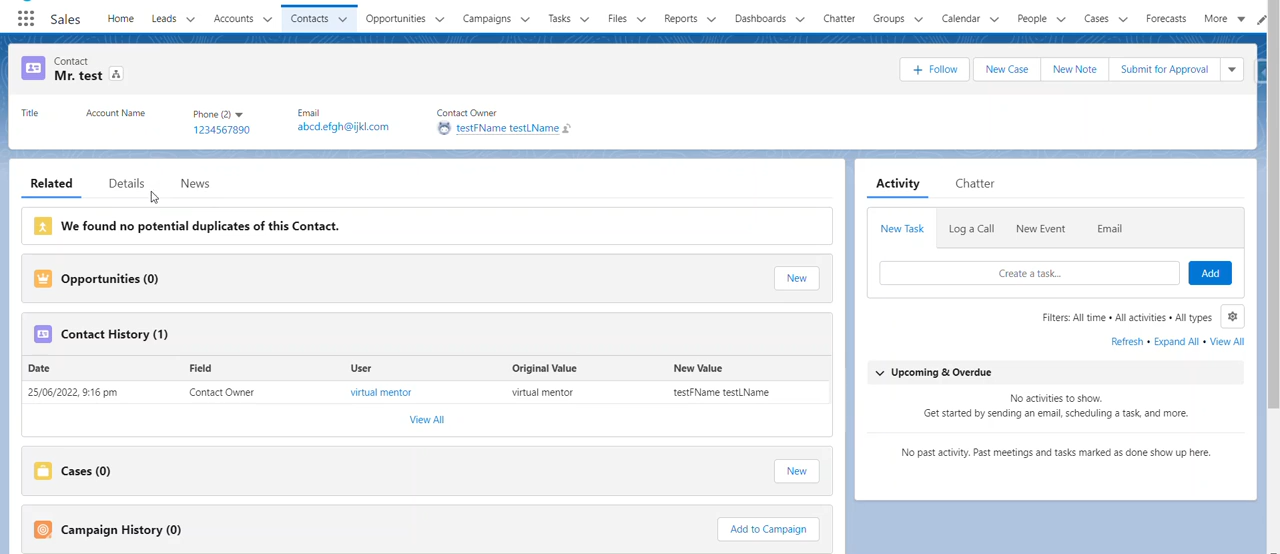 Sales Home Leads Accounts Contacts Opportunities Campaigns Tasks Files Reports Dashboards Chatter Groups Calendar People Cases Forecasts More
Contact
Mr. test
Follow New Case New Note Submit for Approval
Title Account Name Phone (2) Email Contact Owner
1234567890 abcd.efgh@ijkl.com testFName testLName
Related Details News
We found no potential duplicates of this Contact.
Opportunities (0) New
Contact History (1)
Date Field User Original Value New Value
25/06/2022, 9:16 pm Contact Owner virtual mentor virtual mentor testFName testLName
View All
Cases (0) New
Campaign History (0) Add to Campaign
Activity Chatter
New Task Log a Call New Event Email
Create a task... Add
Filters: All time • All activities • All types
Refresh • Expand All • View All
Upcoming & Overdue
No activities to show.
Get started by sending an email, scheduling a task, and more.
No past activity. Past meetings and tasks marked as done show up here.